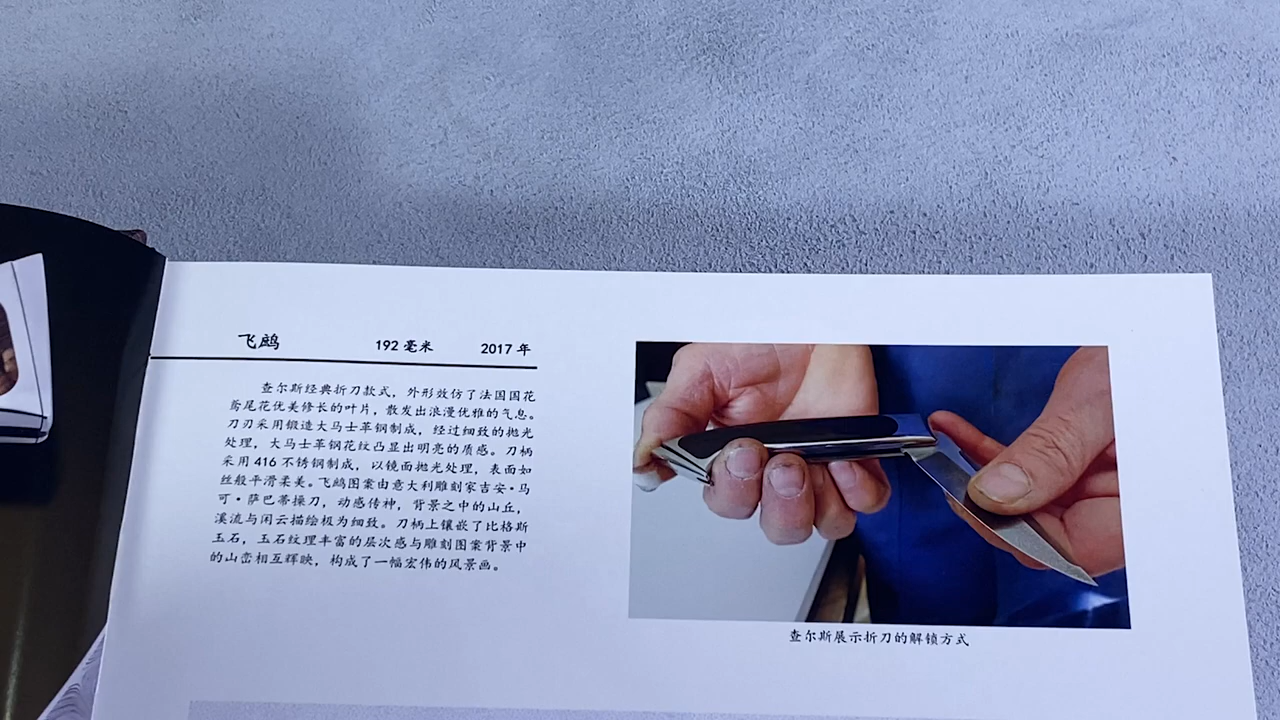 飞鸥 192 毫米 2017 年
查尔斯经典折刀款式，外形效仿了法国国花
鸢尾花优美修长的叶片，散发出浪漫优雅的气息。
刀刃采用锻造大马士革钢制成，经过细致的抛光
处理，大马士革钢花纹凸显出明亮的质感。刀柄
采用 416 不锈钢制成，以镜面抛光处理，表面如
丝般平滑柔美。飞鸥图案由意大利雕刻家吉安·马
可·萨巴蒂操刀，动感传神，背景之中的山丘，
溪流与闲云描绘极为细致。刀柄上镶嵌了比格斯
玉石，玉石纹理丰富的层次感与雕刻图案背景中
的山峦相互辉映，构成了一幅宏伟的风景画。
查尔斯展示折刀的解锁方式